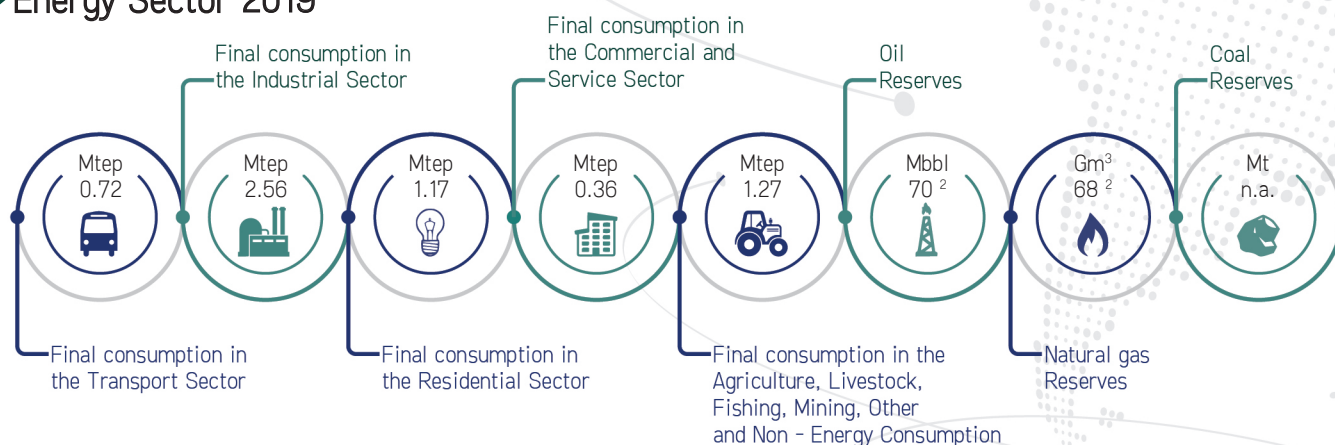 Energy Sector 2019
Final consumption in
the Industrial Sector
Final consumption in
the Commercial and
Service Sector
Oil
Reserves
Coal
Reserves
Mtep
0.72
Mtep
2.56
Mtep
1.17
Mtep
0.36
Mtep
1.27
Mbbl
70 ²
Gm³
68 ²
Mt
n.a.
Final consumption in
the Transport Sector
Final consumption in
the Residential Sector
Final consumption in the
Agriculture, Livestock,
Fishing, Mining, Other
and Non - Energy Consumption
Natural gas
Reserves